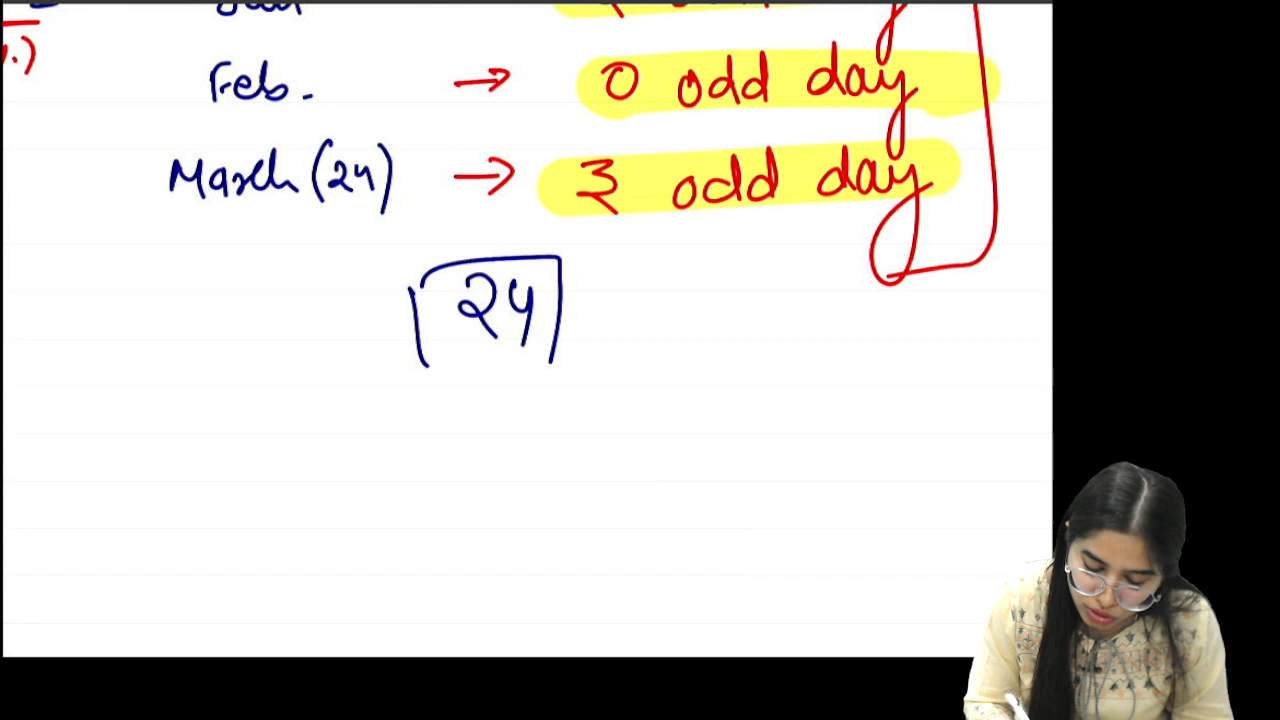 Feb. → 0 odd day
March (24) → 3 odd day
24